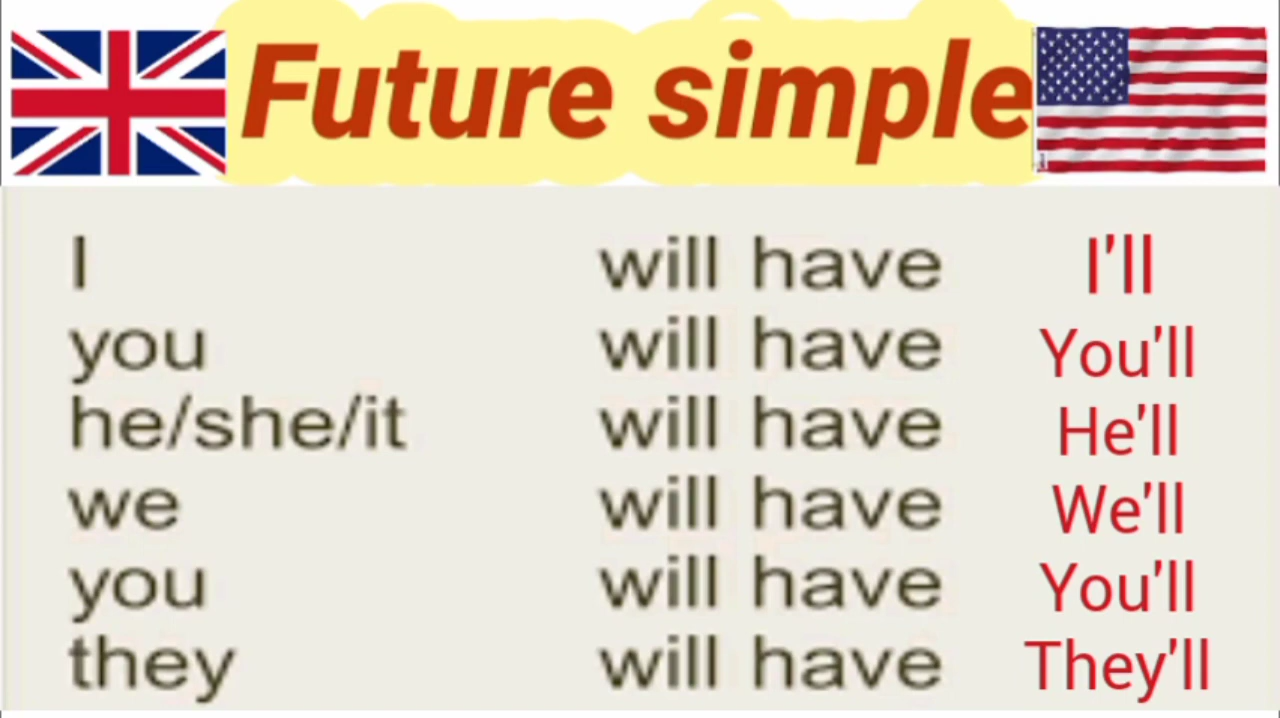 Future simple
I will have I'll
you will have You'll
he/she/it will have He'll
we will have We'll
you will have You'll
they will have They'll